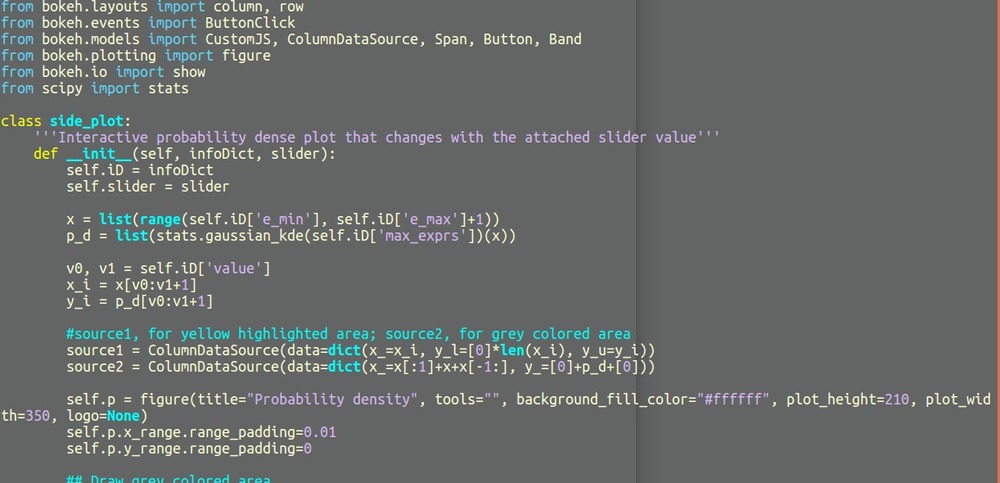 from bokeh.layouts import column, row
from bokeh.events import ButtonClick
from bokeh.models import CustomJS, ColumnDataSource, Span, Button, Band
from bokeh.plotting import figure
from bokeh.io import show
from scipy import stats

class side_plot:
    '''Interactive probability dense plot that changes with the attached slider value'''
    def __init__(self, infoDict, slider):
        self.iD = infoDict
        self.slider = slider

        x = list(range(self.iD['e_min'], self.iD['e_max']+1))
        p_d = list(stats.gaussian_kde(self.iD['max_exprs'])(x))

        v0, v1 = self.iD['value']
        x_i = x[v0:v1+1]
        y_i = p_d[v0:v1+1]

        #source1, for yellow highlighted area; source2, for grey colored area
        source1 = ColumnDataSource(data=dict(x_=x_i, y_l=[0]*len(x_i), y_u=y_i))
        source2 = ColumnDataSource(data=dict(x_=x[:1]+x+x[-1:], y_=[0]+p_d+[0]))

        self.p = figure(title="Probability density", tools="", background_fill_color="#ffffff", plot_height=210, plot_wid
th=350, logo=None)
        self.p.x_range.range_padding=0.01
        self.p.y_range.range_padding=0

        ## Draw grey colored area